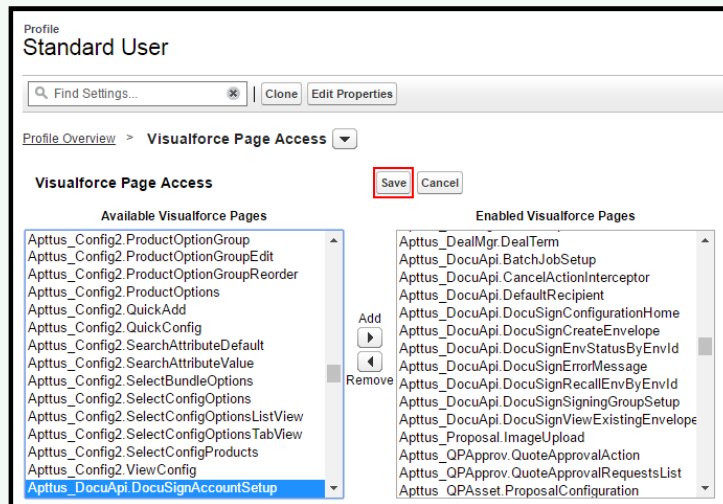 Profile
Standard User
Find Settings...
Clone
Edit Properties
Profile Overview > Visualforce Page Access
Visualforce Page Access
Save
Cancel
Available Visualforce Pages
Apttus_Config2.ProductOptionGroup
Apttus_Config2.ProductOptionGroupEdit
Apttus_Config2.ProductOptionGroupReorder
Apttus_Config2.ProductOptions
Apttus_Config2.QuickAdd
Apttus_Config2.QuickConfig
Apttus_Config2.SearchAttributeDefault
Apttus_Config2.SearchAttributeValue
Apttus_Config2.SelectBundleOptions
Apttus_Config2.SelectConfigOptions
Apttus_Config2.SelectConfigOptionsListView
Apttus_Config2.SelectConfigOptionsTabView
Apttus_Config2.SelectConfigProducts
Apttus_Config2.ViewConfig
Apttus_DocuApi.DocuSignAccountSetup
Add
Remove
Enabled Visualforce Pages
Apttus_DealMgr.DealTerm
Apttus_DocuApi.BatchJobSetup
Apttus_DocuApi.CancelActionInterceptor
Apttus_DocuApi.DefaultRecipient
Apttus_DocuApi.DocuSignConfigurationHome
Apttus_DocuApi.DocuSignCreateEnvelope
Apttus_DocuApi.DocuSignEnvStatusByEnvId
Apttus_DocuApi.DocuSignErrorMessage
Apttus_DocuApi.DocuSignRecallEnvByEnvId
Apttus_DocuApi.DocuSignSigningGroupSetup
Apttus_DocuApi.DocuSignViewExistingEnvelope
Apttus_Proposal.ImageUpload
Apttus_QPApprov.QuoteApprovalAction
Apttus_QPApprov.QuoteApprovalRequestsList
Apttus_QPAsset.ProposalConfiguration